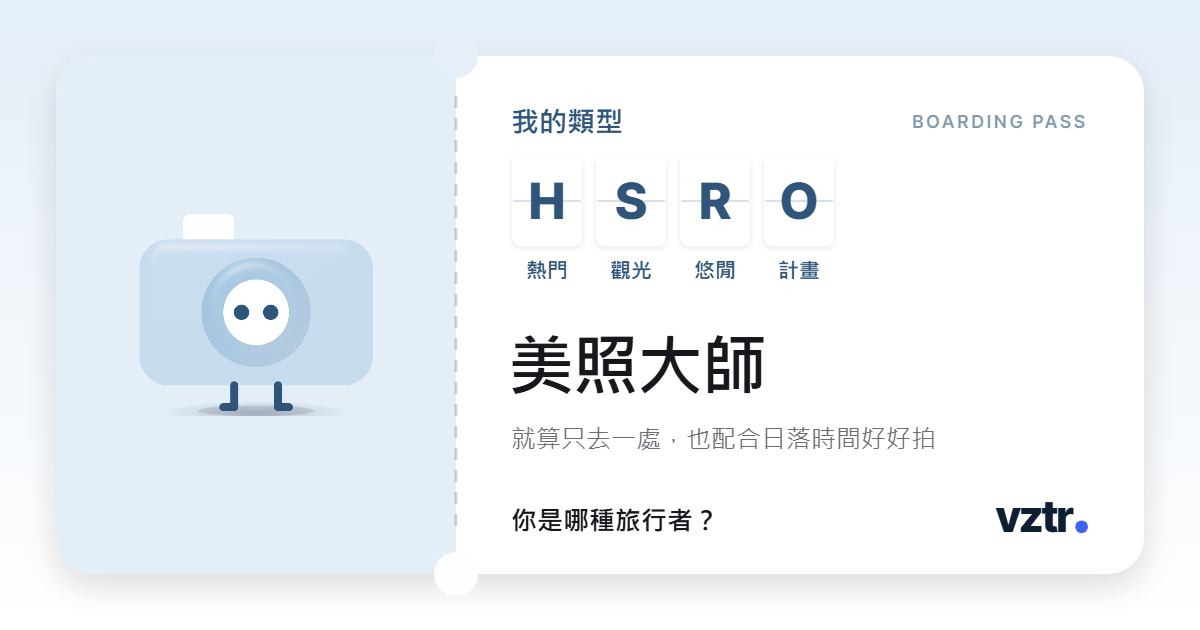 我的類型
BOARDING PASS
H S R O
熱門 觀光 悠閒 計畫
美照大師
就算只去一處，也配合日落時間好好拍
你是哪種旅行者？
vztr.